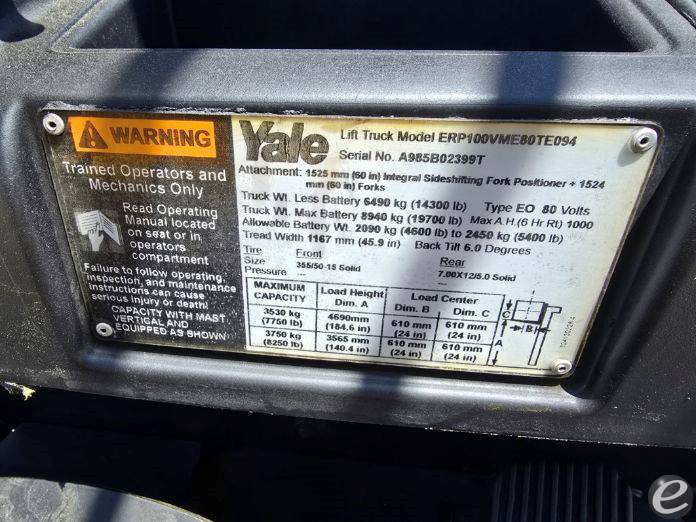 WARNING
Trained Operators and
Mechanics Only
Read Operating
Manual located
on seat or in
operators
compartment
Failure to follow operating,
inspection, and maintenance
instructions can cause
serious injury or death!
CAPACITY WITH MAST
VERTICAL AND
EQUIPPED AS SHOWN
Yale
Lift Truck Model ERP100VME80TE094
Serial No. A985B02399T
Attachment: 1525 mm (60 in) Integral Sideshifting Fork Positioner + 1524
mm (60 in) Forks
Truck Wt. Less Battery 6490 kg (14300 lb) Type EO 80 Volts
Truck Wt. Max Battery 8940 kg (19700 lb) Max A.H.(6 Hr Rt) 1000
Allowable Battery Wt. 2090 kg (4600 lb) to 2450 kg (5400 lb)
Tread Width 1167 mm (45.9 in) Back Tilt 6.0 Degrees
Tire Front Rear
Size 355/50-15 Solid 7.00X12/5.0 Solid
Pressure --- ---
MAXIMUM CAPACITY Load Height Dim. A Load Center Dim. B Dim. C
3530 kg (7750 lb) 4690mm (184.6 in) 610 mm (24 in) 610 mm (24 in)
3750 kg (8250 lb) 3565 mm (140.4 in) 610 mm (24 in) 610 mm (24 in)
C
B
A
e